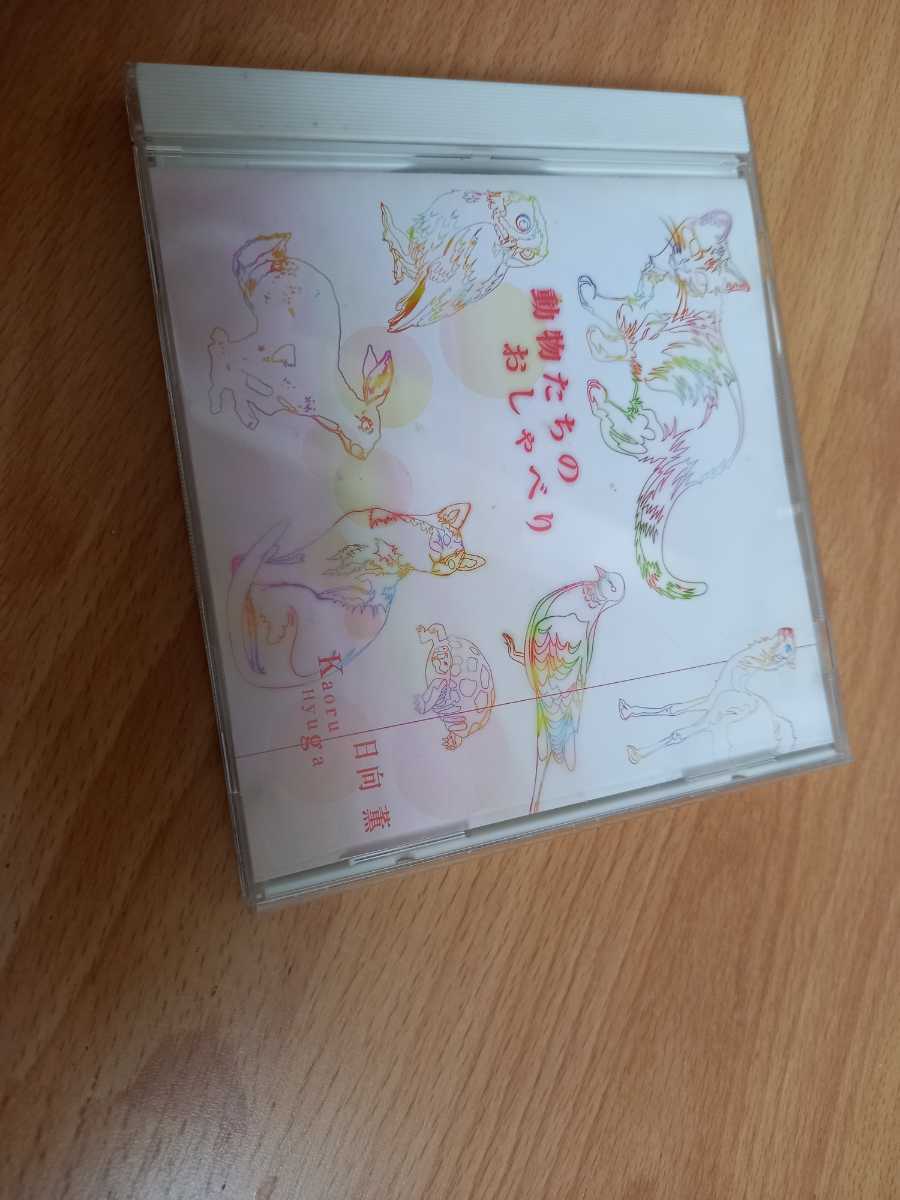 動物たちの
おしゃべり
Kaoru
Hyuga
日向 薫